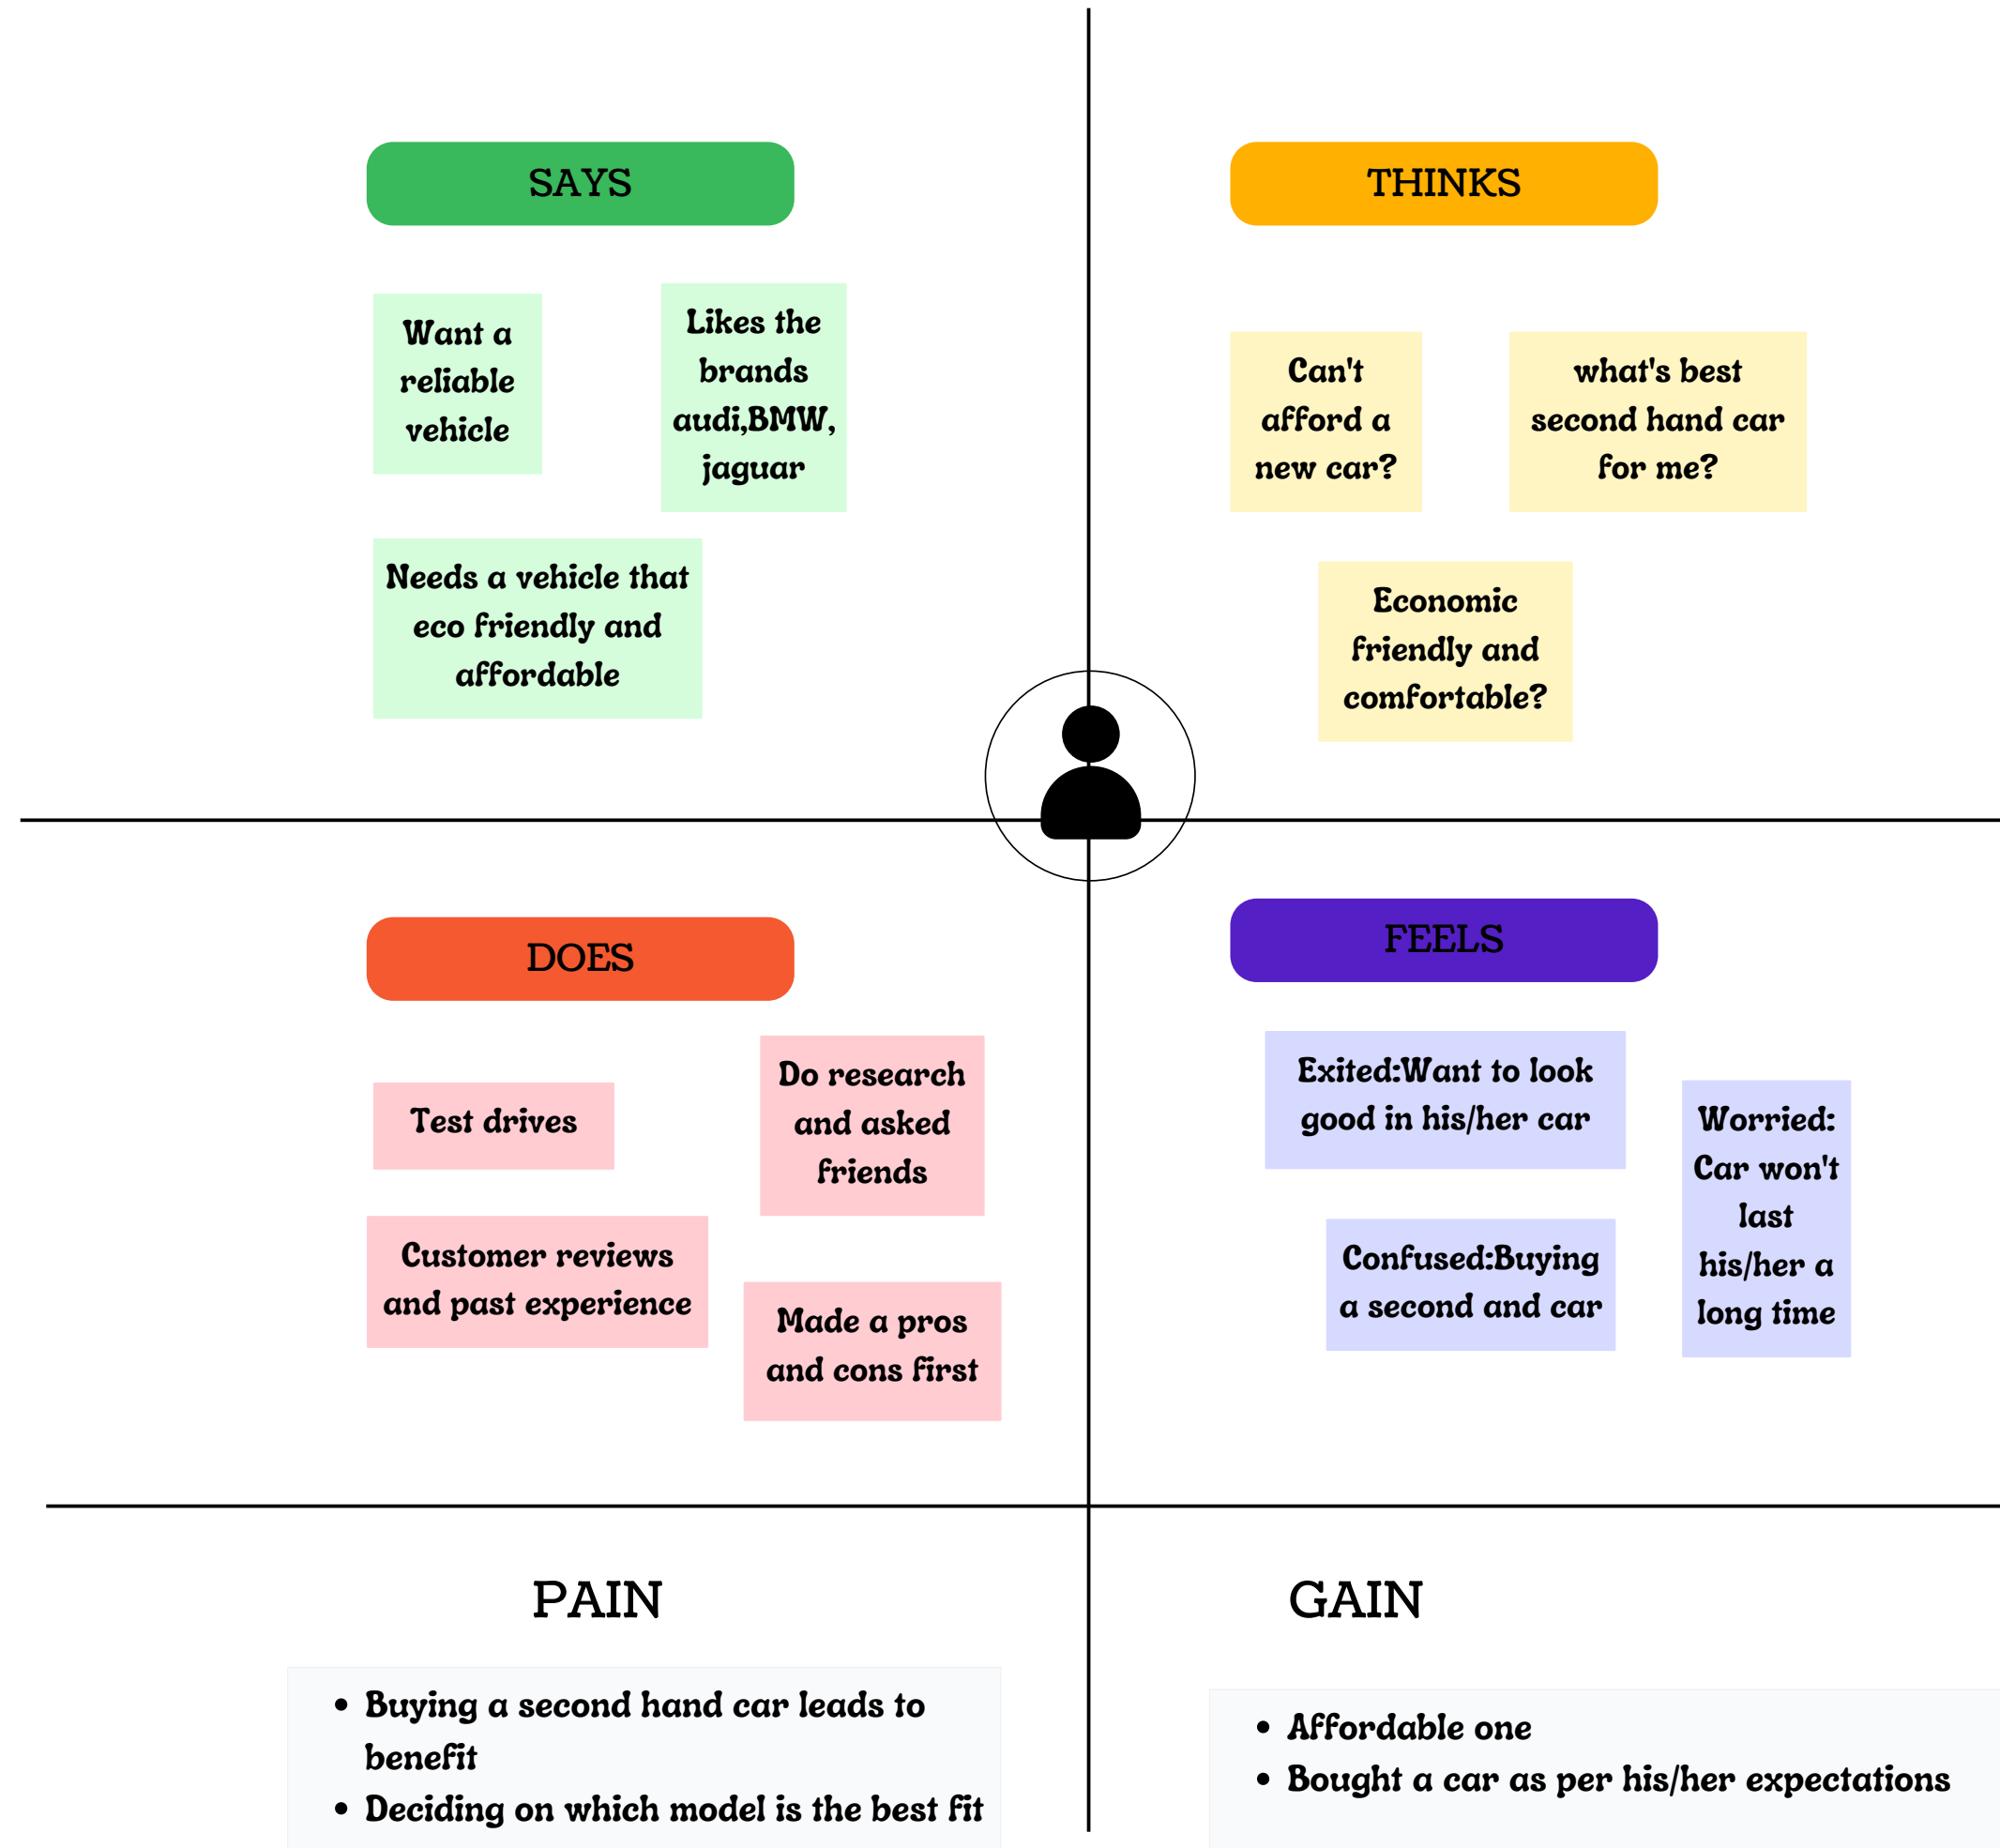 SAYS
Want a
reliable
vehicle
Likes the
brands
audi,BMW,
jaguar
Needs a vehicle that
eco friendly and
affordable
THINKS
Can't
afford a
new car?
what's best
second hand car
for me?
Economic
friendly and
comfortable?
DOES
Test drives
Do research
and asked
friends
Customer reviews
and past experience
Made a pros
and cons first
FEELS
Exited:Want to look
good in his/her car
Worried:
Car won't
last
his/her a
long time
Confused:Buying
a second and car
PAIN
• Buying a second hand car leads to
benefit
• Deciding on which model is the best fit
GAIN
• Affordable one
• Bought a car as per his/her expectations